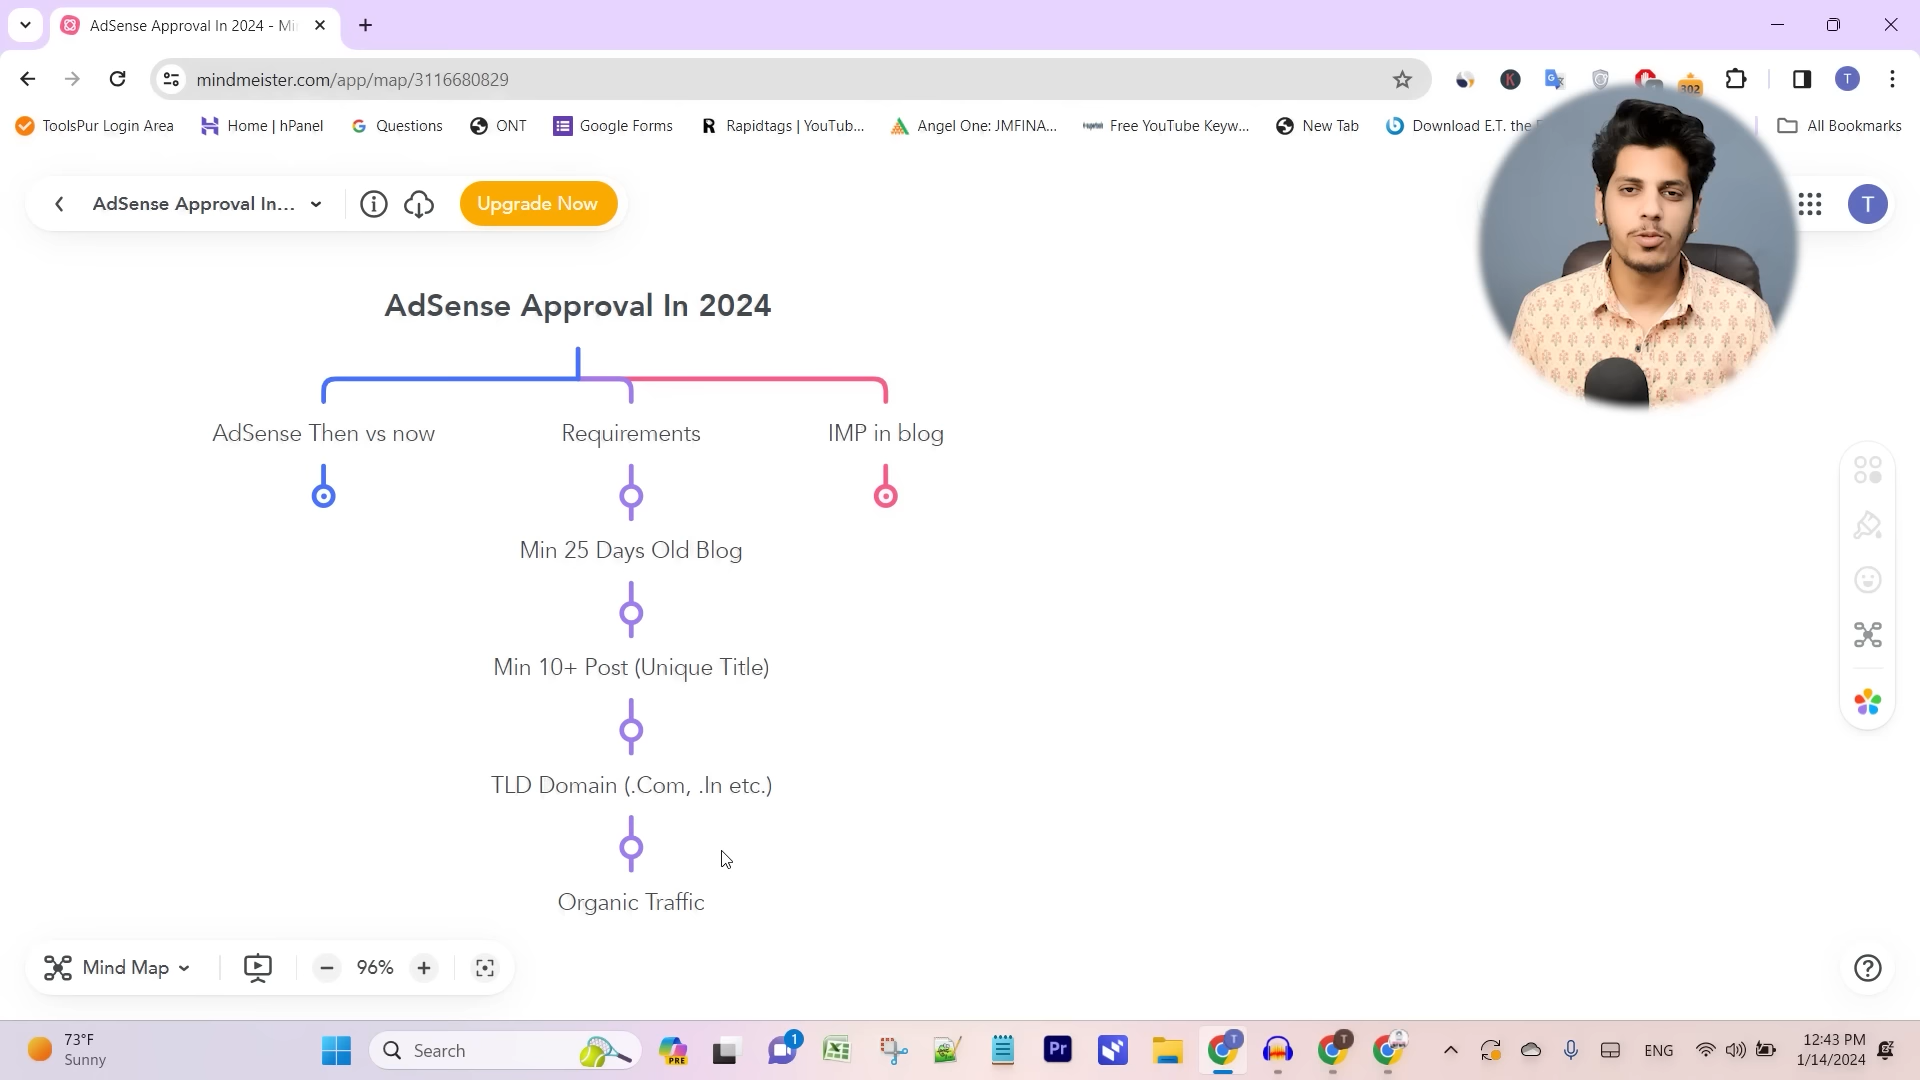 AdSense Approval In 2024 - Mi
mindmeister.com/app/map/3116680829
T
302
ToolsPur Login Area
Home | hPanel
Questions
ONT
Google Forms
Rapidtags | YouTub...
Angel One: JMFINA...
Free YouTube Keyw...
New Tab
Download E.T. the
All Bookmarks
AdSense Approval In...
Upgrade Now
T
AdSense Approval In 2024
AdSense Then vs now
Requirements
IMP in blog
Min 25 Days Old Blog
Min 10+ Post (Unique Title)
TLD Domain (.Com, .In etc.)
Organic Traffic
Mind Map
96%
73°F
Sunny
Search
PRE
1
Pr
T
T
ENG
12:43 PM
1/14/2024